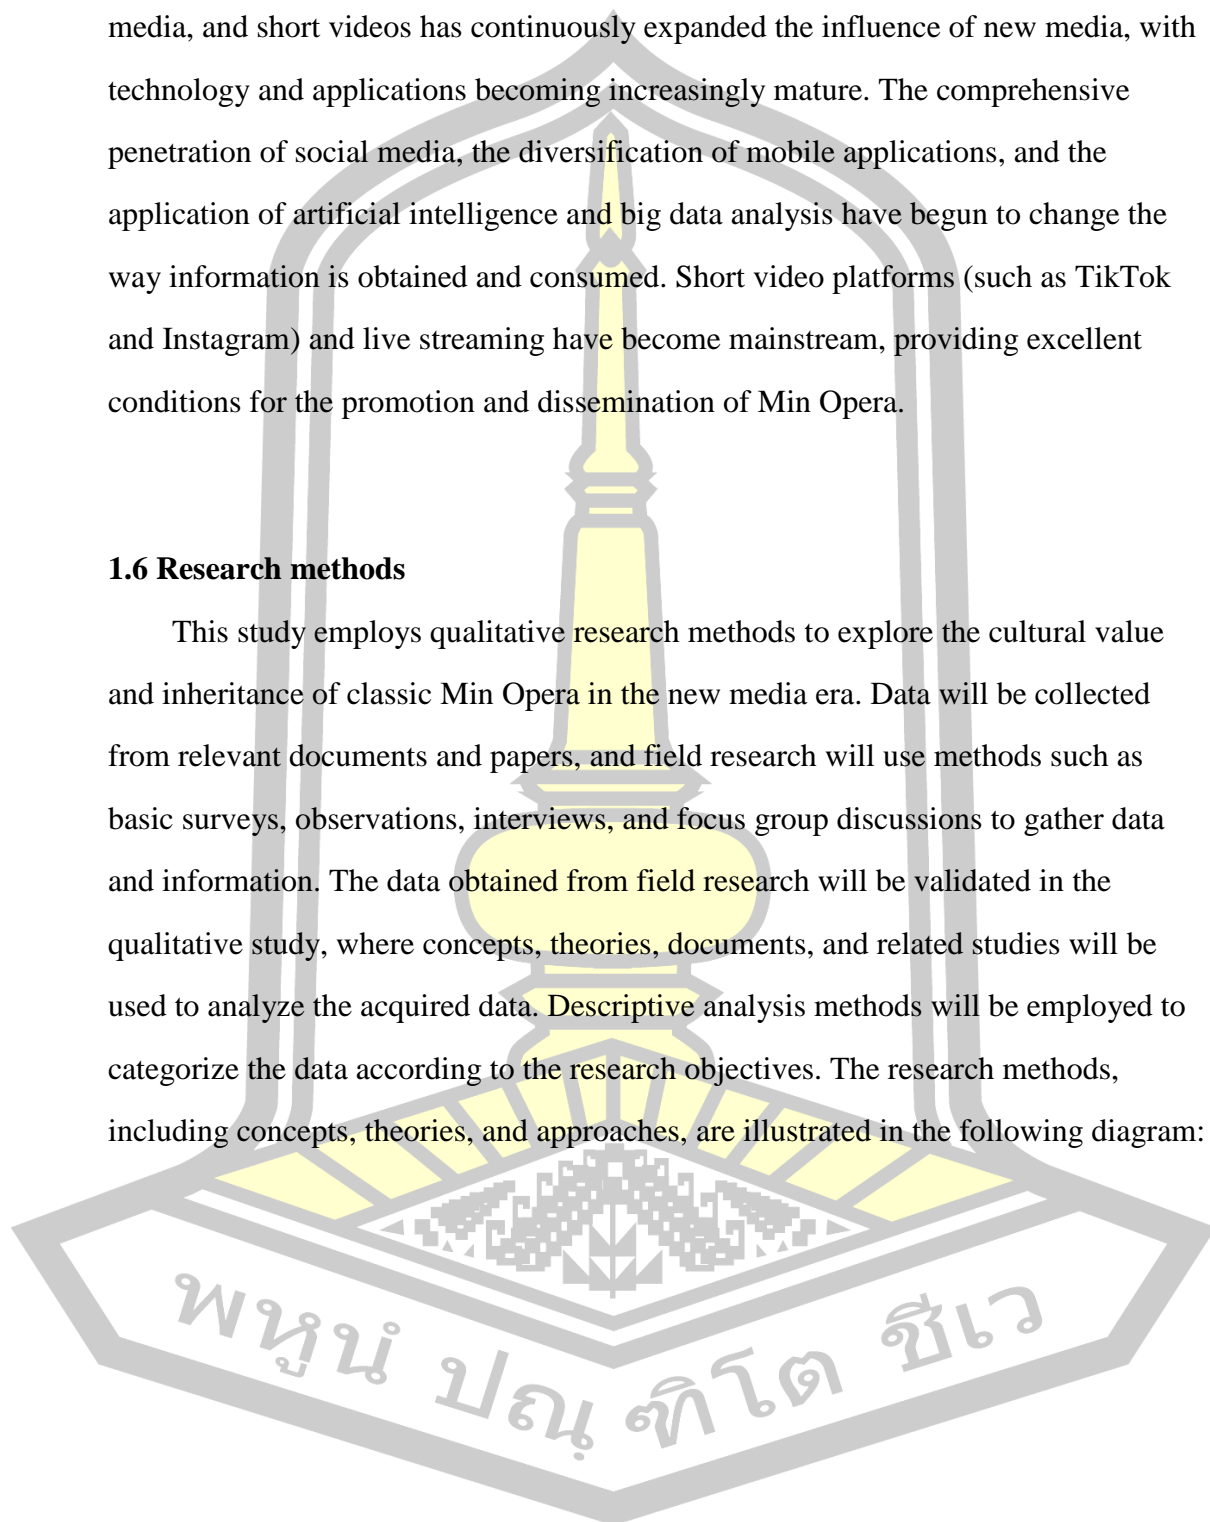 media, and short videos has continuously expanded the influence of new media, with
technology and applications becoming increasingly mature. The comprehensive
penetration of social media, the diversification of mobile applications, and the
application of artificial intelligence and big data analysis have begun to change the
way information is obtained and consumed. Short video platforms (such as TikTok
and Instagram) and live streaming have become mainstream, providing excellent
conditions for the promotion and dissemination of Min Opera.
1.6 Research methods
This study employs qualitative research methods to explore the cultural value
and inheritance of classic Min Opera in the new media era. Data will be collected
from relevant documents and papers, and field research will use methods such as
basic surveys, observations, interviews, and focus group discussions to gather data
and information. The data obtained from field research will be validated in the
qualitative study, where concepts, theories, documents, and related studies will be
used to analyze the acquired data. Descriptive analysis methods will be employed to
categorize the data according to the research objectives. The research methods,
including concepts, theories, and approaches, are illustrated in the following diagram:
พหูนํ ปณฺฑิโต ชีเว